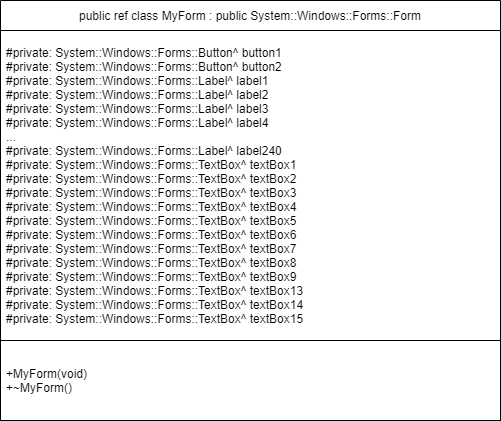 public ref class MyForm : public System::Windows::Forms::Form
#private: System::Windows::Forms::Button^ button1
#private: System::Windows::Forms::Button^ button2
#private: System::Windows::Forms::Label^ label1
#private: System::Windows::Forms::Label^ label2
#private: System::Windows::Forms::Label^ label3
#private: System::Windows::Forms::Label^ label4
...
#private: System::Windows::Forms::Label^ label240
#private: System::Windows::Forms::TextBox^ textBox1
#private: System::Windows::Forms::TextBox^ textBox2
#private: System::Windows::Forms::TextBox^ textBox3
#private: System::Windows::Forms::TextBox^ textBox4
#private: System::Windows::Forms::TextBox^ textBox5
#private: System::Windows::Forms::TextBox^ textBox6
#private: System::Windows::Forms::TextBox^ textBox7
#private: System::Windows::Forms::TextBox^ textBox8
#private: System::Windows::Forms::TextBox^ textBox9
#private: System::Windows::Forms::TextBox^ textBox13
#private: System::Windows::Forms::TextBox^ textBox14
#private: System::Windows::Forms::TextBox^ textBox15
+MyForm(void)
+~MyForm()